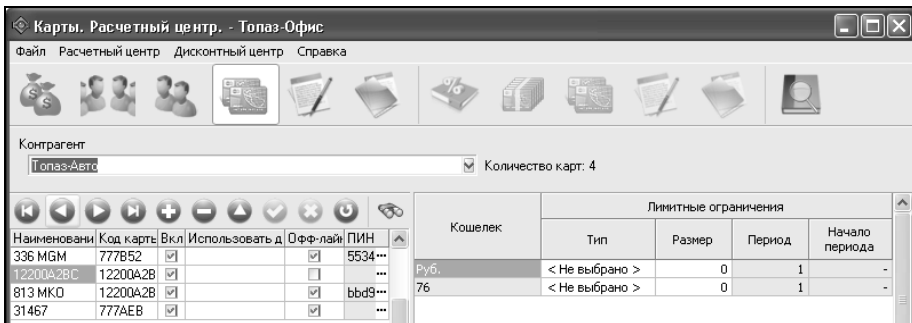 Карты. Расчетный центр. - Топаз-Офис
Файл Расчетный центр Дисконтный центр Справка
Контрагент
Топаз-Авто Количество карт: 4
Наименовани Код карть Вкл Использовать д Офф-лайн ПИН
336 MGM 777B52 5534
12200A2BC 12200A2B
813 MKO 12200A2B bbd9
31467 777AEB
Кошелек Лимитные ограничения
Тип Размер Период Начало периода
Руб. < Не выбрано > 0 1 -
76 < Не выбрано > 0 1 -